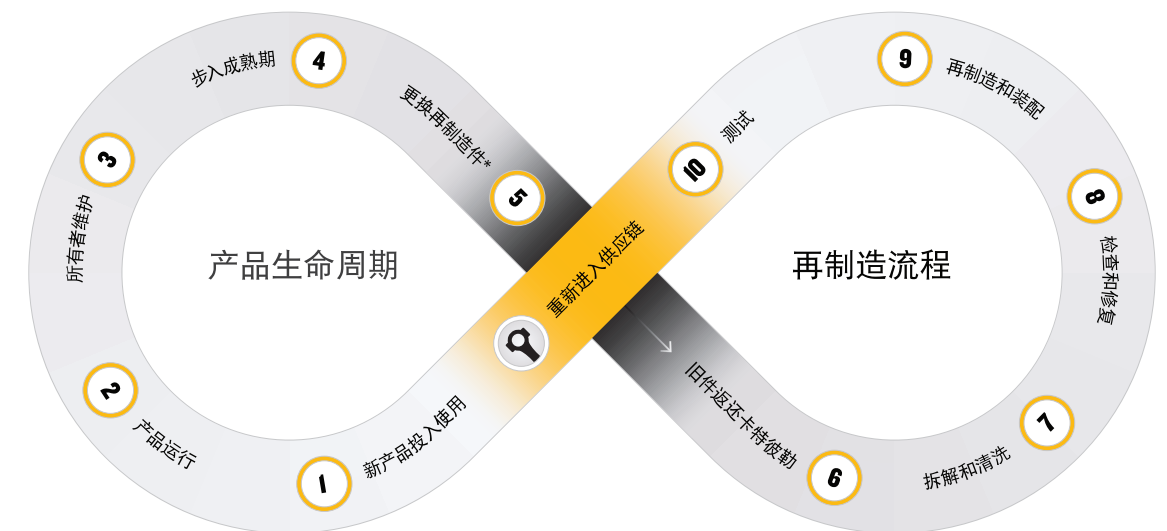 产品生命周期
1
新产品投入使用
2
产品运行
3
所有者维护
4
步入成熟期
5
更换再制造件*
再制造流程
6
旧件返还卡特彼勒
7
拆解和清洗
8
检查和修复
9
再制造和装配
10
测试
重新进入供应链